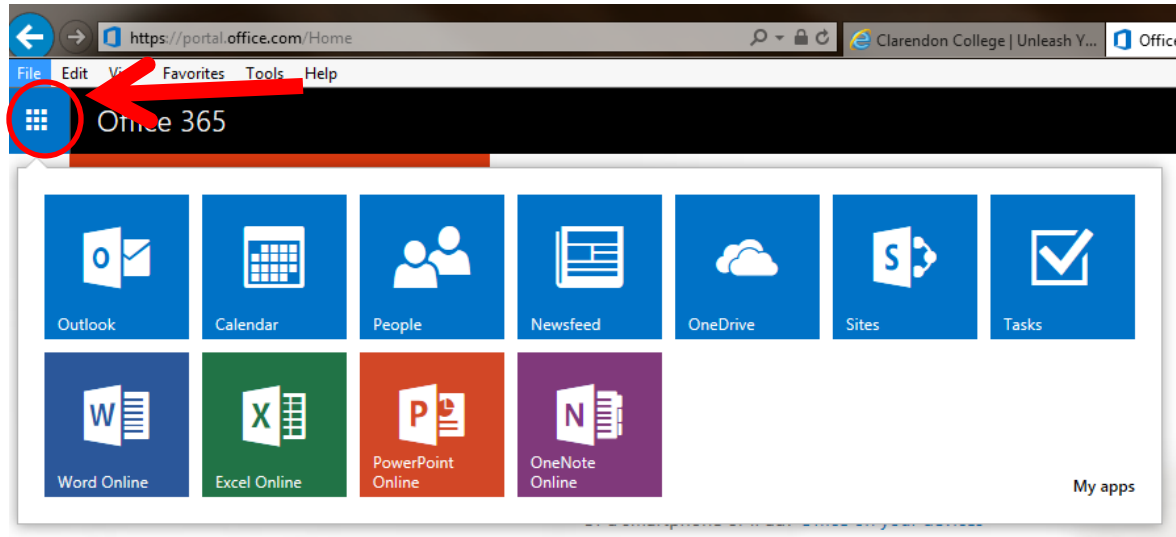 https://portal.office.com/Home
Clarendon College | Unleash Y...
Office
File Edit Favorites Tools Help
Office 365
O
S
Outlook Calendar People Newsfeed OneDrive Sites Tasks
W X P N
Word Online Excel Online PowerPoint Online OneNote Online
My apps